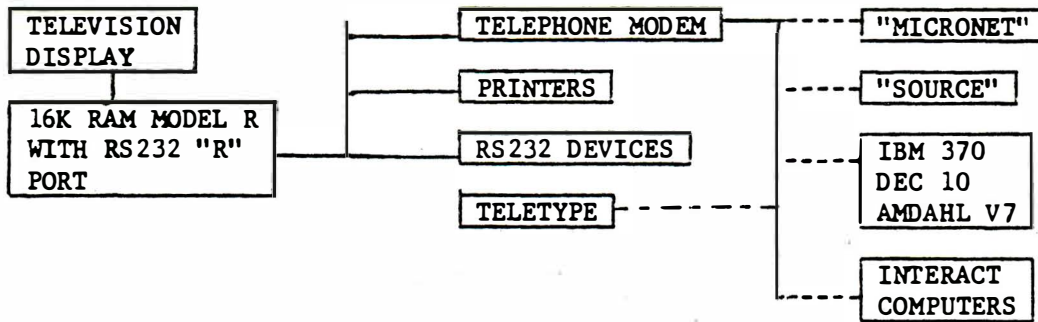 TELEVISION
DISPLAY
16K RAM MODEL R
WITH RS232 "R"
PORT
TELEPHONE MODEM
PRINTERS
RS232 DEVICES
TELETYPE
"MICRONET"
"SOURCE"
IBM 370
DEC 10
AMDAHL V7
INTERACT
COMPUTERS